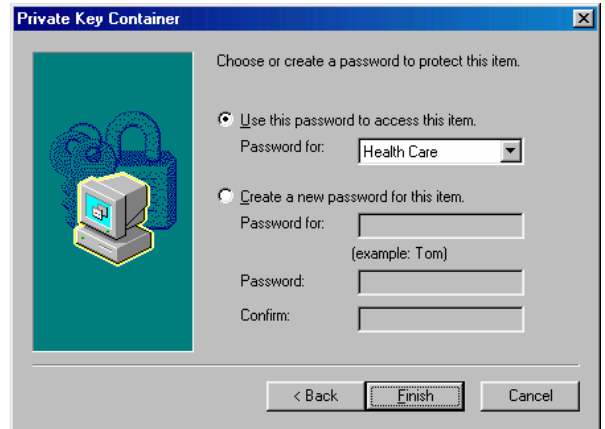 Private Key Container
Choose or create a password to protect this item.
Use this password to access this item.
Password for: Health Care
Create a new password for this item.
Password for:
(example: Tom)
Password:
Confirm:
< Back Finish Cancel